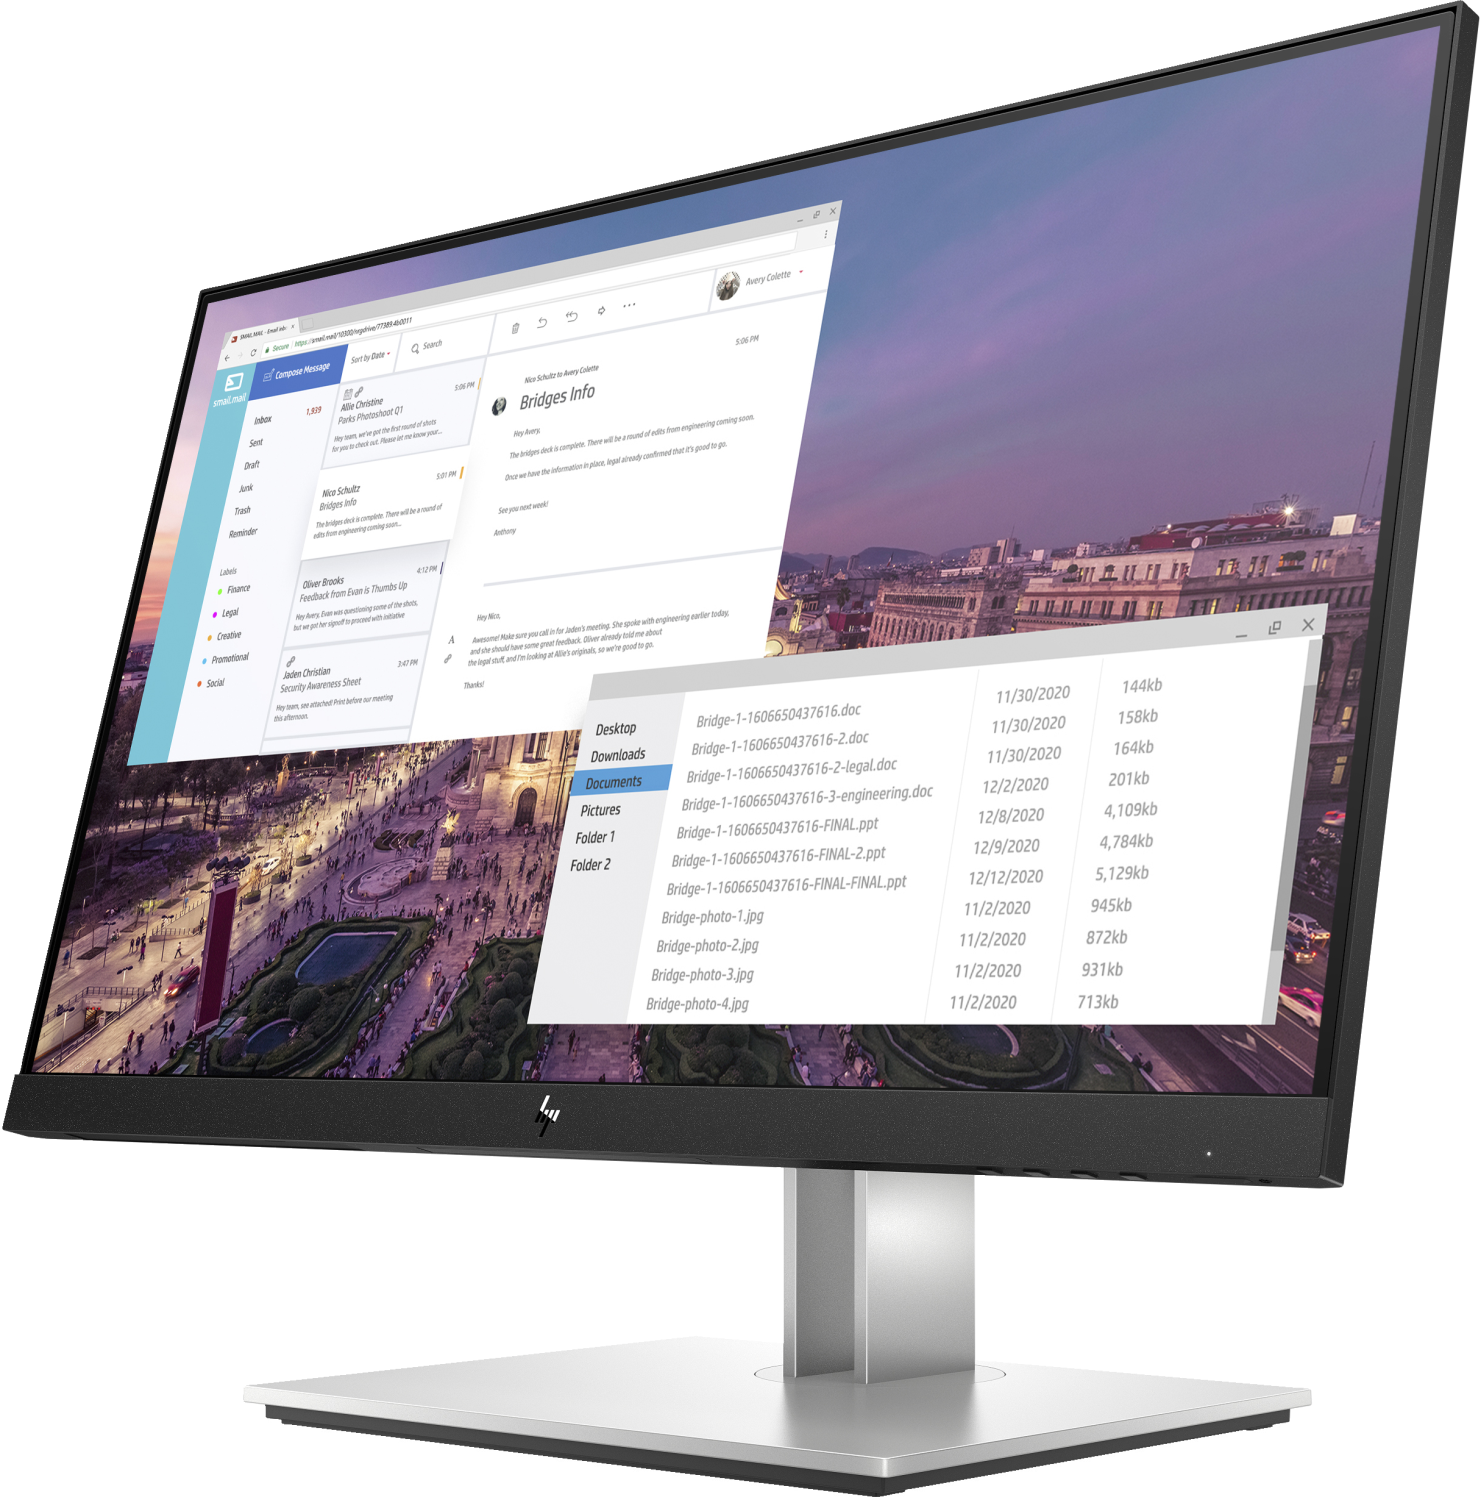 SMAIL.MAIL - Email inb
Secure | https://smail.mail/10300/vrgdrive/77389.4b0011
smail.mail
Compose Message
Sort by Date
Search
Avery Colette
Inbox 1,939
Sent
Draft
Junk
Trash
Reminder
Labels
Finance
Legal
Creative
Promotional
Social
5:06 PM
Allie Christine
Parks Photoshoot Q1
Hey team, we've got the first round of shots
for you to check out. Please let me know your...
5:01 PM
Nico Schultz
Bridges Info
The bridges deck is complete. There will be a round of
edits from engineering coming soon...
4:12 PM
Oliver Brooks
Feedback from Evan is Thumbs Up
Hey Avery, Evan was questioning some of the shots,
but we got her signoff to proceed with initiative
3:47 PM
Jaden Christian
Security Awareness Sheet
Hey team, see attached! Print before our meeting
this afternoon.
5:06 PM
Nico Schultz to Avery Colette
Bridges Info
Hey Avery,
The bridges deck is complete. There will be a round of edits from engineering coming soon.
Once we have the information in place, legal already confirmed that it's good to go.
See you next week!
Anthony
Hey Nico,
Awesome! Make sure you call in for Jaden's meeting. She spoke with engineering earlier today,
and she should have some great feedback. Oliver already told me about
the legal stuff, and I'm looking at Allie's originals, so we're good to go.
Thanks!
A
Desktop
Downloads
Documents
Pictures
Folder 1
Folder 2
Bridge-1-1606650437616.doc 11/30/2020 144kb
Bridge-1-1606650437616-2.doc 11/30/2020 158kb
Bridge-1-1606650437616-2-legal.doc 11/30/2020 164kb
Bridge-1-1606650437616-3-engineering.doc 12/2/2020 201kb
Bridge-1-1606650437616-FINAL.ppt 12/8/2020 4,109kb
Bridge-1-1606650437616-FINAL-2.ppt 12/9/2020 4,784kb
Bridge-1-1606650437616-FINAL-FINAL.ppt 12/12/2020 5,129kb
Bridge-photo-1.jpg 11/2/2020 945kb
Bridge-photo-2.jpg 11/2/2020 872kb
Bridge-photo-3.jpg 11/2/2020 931kb
Bridge-photo-4.jpg 11/2/2020 713kb
hp